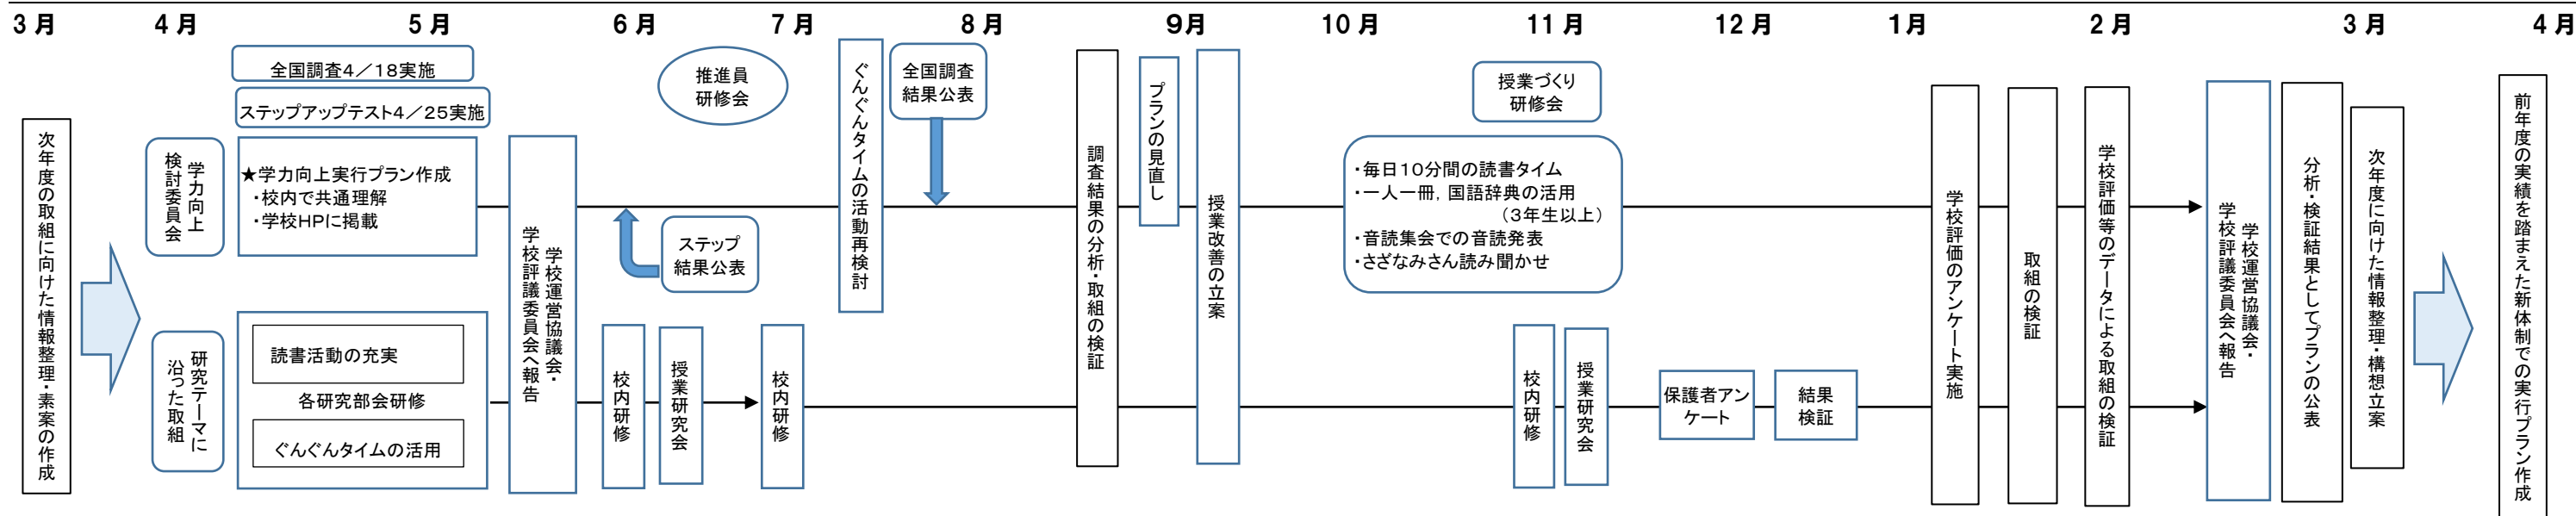 3月 4月 5月 6月 7月 8月 9月 10月 11月 12月 1月 2月 3月 4月
次年度の取組に向けた情報整理・素案の作成
学力向上
検討委員会
研究テーマに
沿った取組
全国調査4／18実施
ステップアップテスト4／25実施
★学力向上実行プラン作成
・校内で共通理解
・学校HPに掲載
読書活動の充実
各研究部会研修
ぐんぐんタイムの活用
学校運営協議会・
学校評議委員会へ報告
推進員
研修会
ステップ
結果公表
校内研修
授業研究会
校内研修
ぐんぐんタイムの活動再検討
全国調査
結果公表
調査結果の分析・取組の検証
プランの見直し
授業改善の立案
授業づくり
研修会
・毎日10分間の読書タイム
・一人一冊，国語辞典の活用
（3年生以上）
・音読集会での音読発表
・さざなみさん読み聞かせ
校内研修
授業研究会
保護者アン
ケート
結果
検証
学校評価のアンケート実施
取組の検証
学校評価等のデータによる取組の検証
学校運営協議会・
学校評議委員会へ報告
分析・検証結果としてプランの公表
次年度に向けた情報整理・構想立案
前年度の実績を踏まえた新体制での実行プラン作成